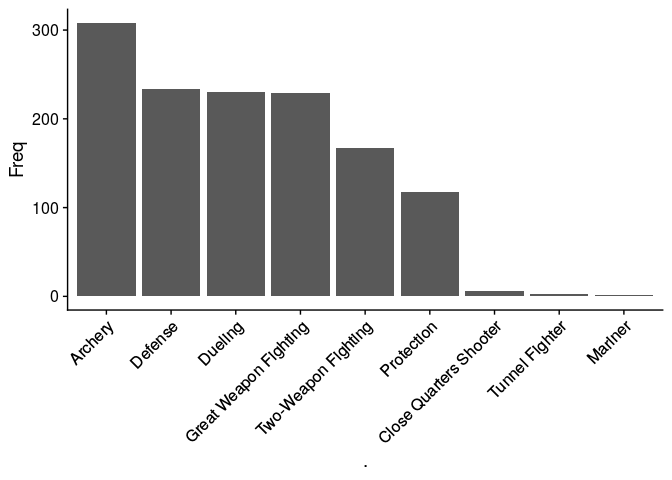 Freq
300
200
100
0
Archery
Defense
Dueling
Great Weapon Fighting
Two-Weapon Fighting
Protection
Close Quarters Shooter
Tunnel Fighter
Mariner
.